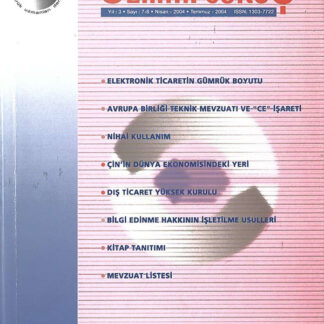 Yıl : 3 • Sayı : 7-8 • Nisan - 2004 • Temmuz - 2004 ISSN: 1303-7722
• ELEKTRONİK TİCARETİN GÜMRÜK BOYUTU
• AVRUPA BİRLİĞİ TEKNİK MEVZUATI VE "CE" İŞARETİ
• NİHAİ KULLANIM
• ÇİN'İN DÜNYA EKONOMİSİNDEKİ YERİ
• DIŞ TİCARET YÜKSEK KURULU
• BİLGİ EDİNME HAKKININ İŞLETİLME USULLERİ
• KİTAP TANITIMI
• MEVZUAT LİSTESİ